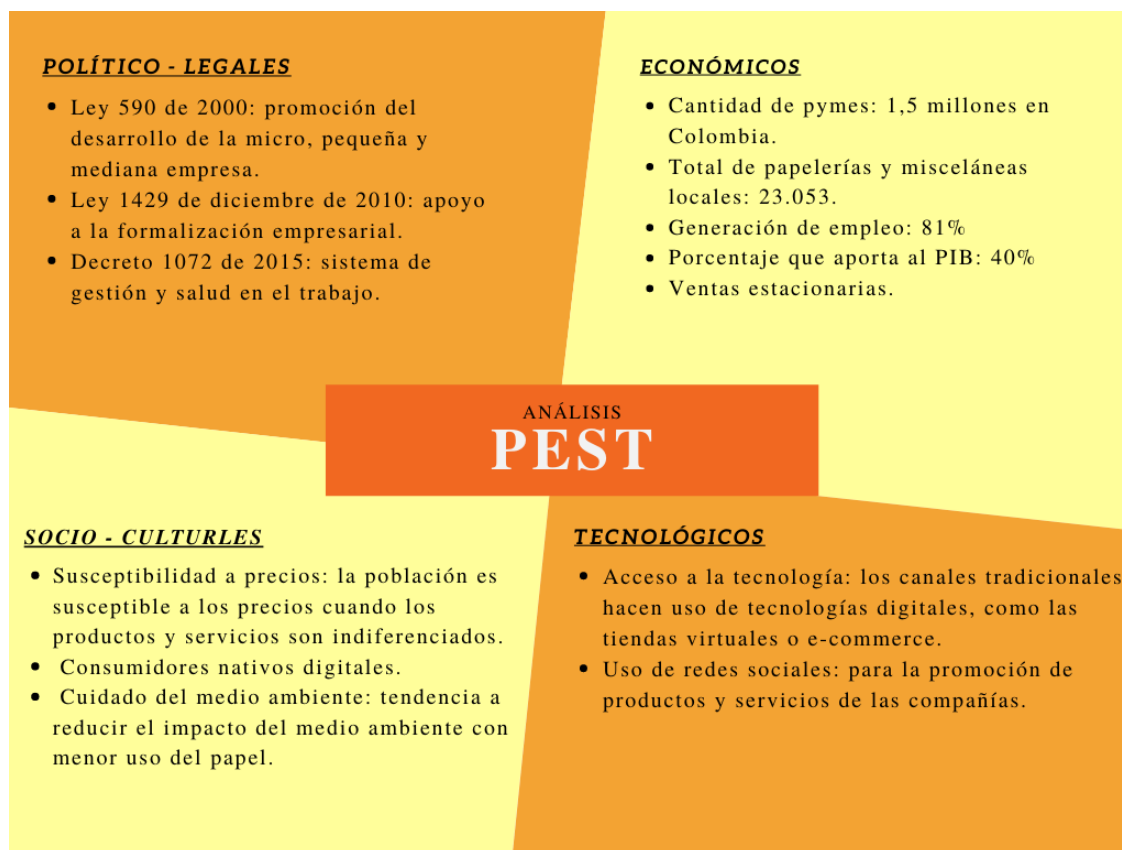 POLÍTICO - LEGALES
• Ley 590 de 2000: promoción del
desarrollo de la micro, pequeña y
mediana empresa.
• Ley 1429 de diciembre de 2010: apoyo
a la formalización empresarial.
• Decreto 1072 de 2015: sistema de
gestión y salud en el trabajo.
ECONÓMICOS
• Cantidad de pymes: 1,5 millones en
Colombia.
• Total de papelerías y misceláneas
locales: 23.053.
• Generación de empleo: 81%
• Porcentaje que aporta al PIB: 40%
• Ventas estacionarias.
ANÁLISIS
PEST
SOCIO - CULTURLES
• Susceptibilidad a precios: la población es
susceptible a los precios cuando los
productos y servicios son indiferenciados.
• Consumidores nativos digitales.
• Cuidado del medio ambiente: tendencia a
reducir el impacto del medio ambiente con
menor uso del papel.
TECNOLÓGICOS
• Acceso a la tecnología: los canales tradicionales
hacen uso de tecnologías digitales, como las
tiendas virtuales o e-commerce.
• Uso de redes sociales: para la promoción de
productos y servicios de las compañías.